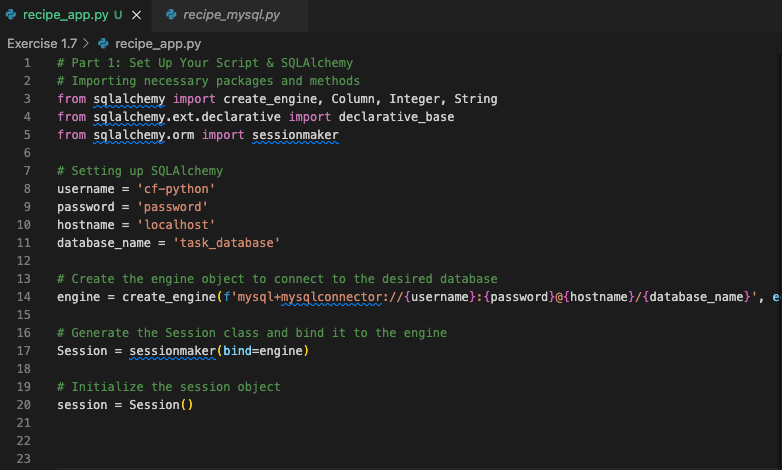 recipe_app.py U
recipe_mysql.py
Exercise 1.7 > recipe_app.py
1 # Part 1: Set Up Your Script & SQLAlchemy
2 # Importing necessary packages and methods
3 from sqlalchemy import create_engine, Column, Integer, String
4 from sqlalchemy.ext.declarative import declarative_base
5 from sqlalchemy.orm import sessionmaker
6
7 # Setting up SQLAlchemy
8 username = 'cf-python'
9 password = 'password'
10 hostname = 'localhost'
11 database_name = 'task_database'
12
13 # Create the engine object to connect to the desired database
14 engine = create_engine(f'mysql+mysqlconnector://{username}:{password}@{hostname}/{database_name}', e
15
16 # Generate the Session class and bind it to the engine
17 Session = sessionmaker(bind=engine)
18
19 # Initialize the session object
20 session = Session()
21
22
23